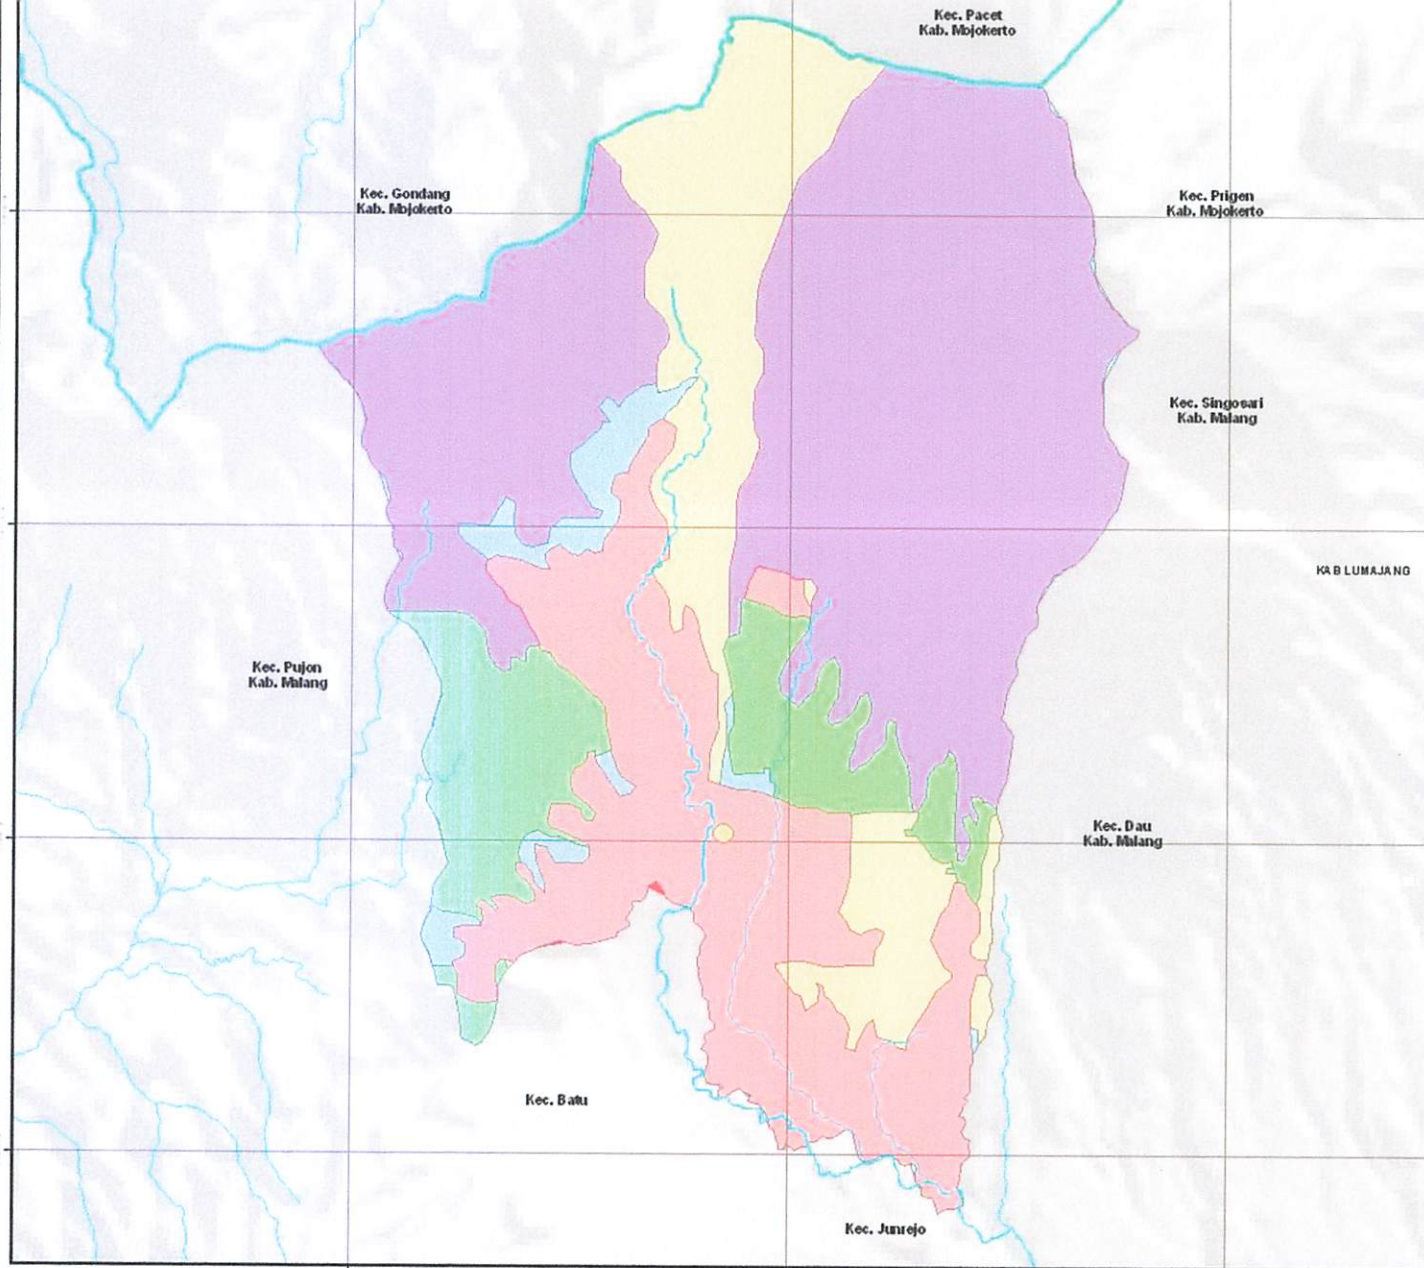 Kec. Pacet
Kab. Mojokerto
Kec. Gondang
Kab. Mojokerto
Kec. Prigen
Kab. Mojokerto
Kec. Singosari
Kab. Malang
KAB LUMAJANG
Kec. Pujon
Kab. Malang
Kec. Dau
Kab. Malang
Kec. Batu
Kec. Junrejo